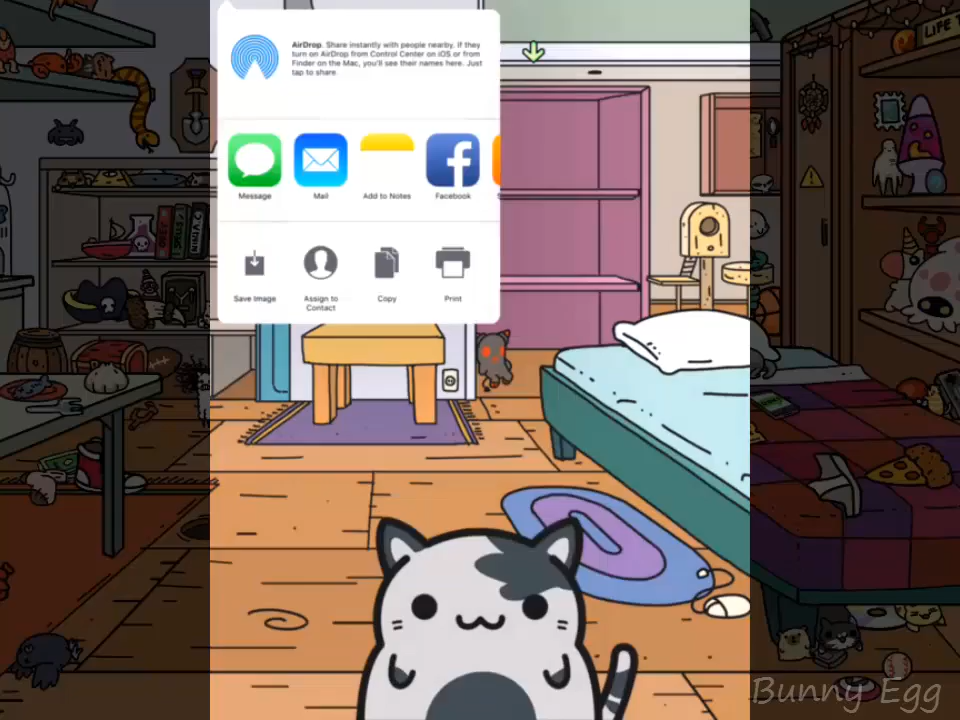 AirDrop. Share instantly with people nearby. If they
turn on AirDrop from Control Center on iOS or from
Finder on the Mac, you'll see their names here. Just
tap to share.
Message
Mail
Add to Notes
Facebook
Save Image
Assign to
Contact
Copy
Print
LIFE
Bunny Egg